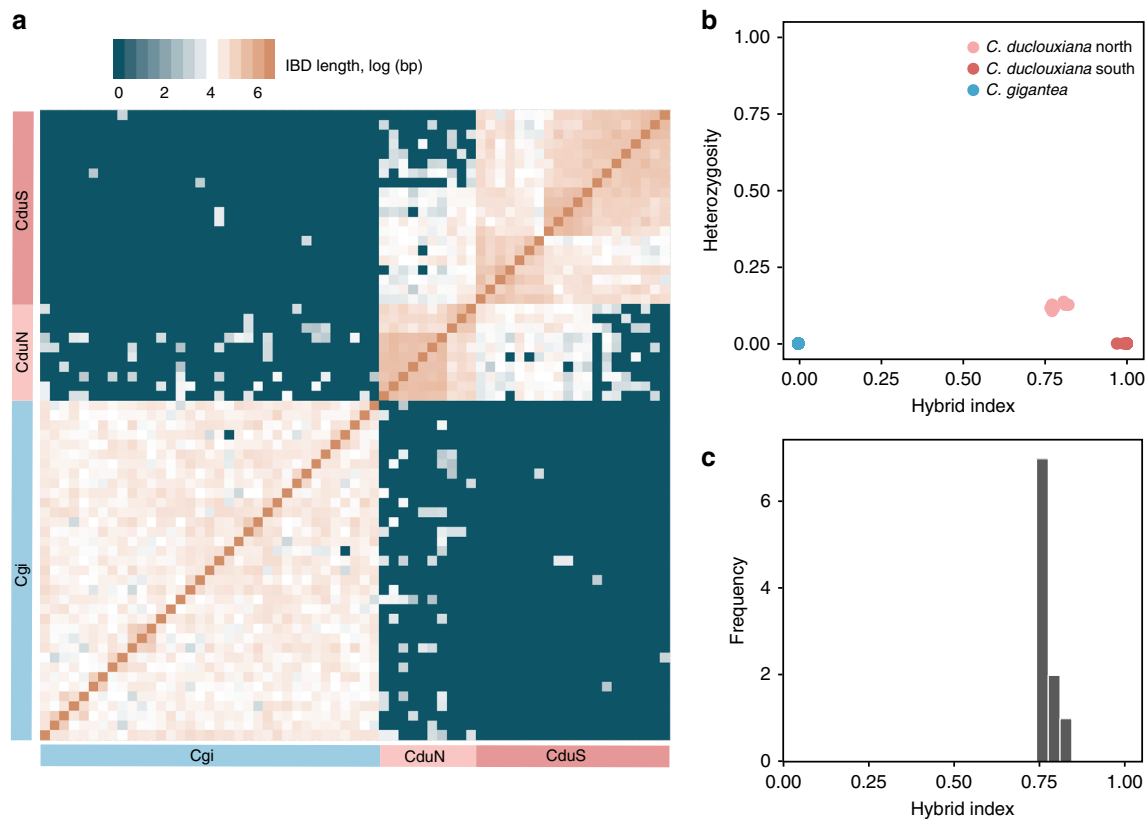 a
IBD length, log (bp)
0 2 4 6
CduS
CduN
Cgi
Cgi CduN CduS
b
1.00
0.75
0.50
0.25
0.00
Heterozygosity
C. duclouxiana north
C. duclouxiana south
C. gigantea
0.00 0.25 0.50 0.75 1.00
Hybrid index
c
6
4
2
0
Frequency
0.00 0.25 0.50 0.75 1.00
Hybrid index